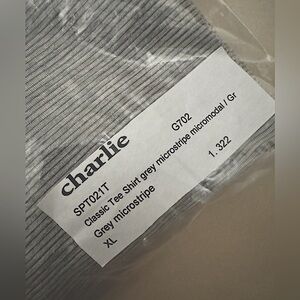 charlie
SPT021T G702
Classic Tee Shirt grey microstripe micromodal / Gr
Grey microstripe
XL 1. 322